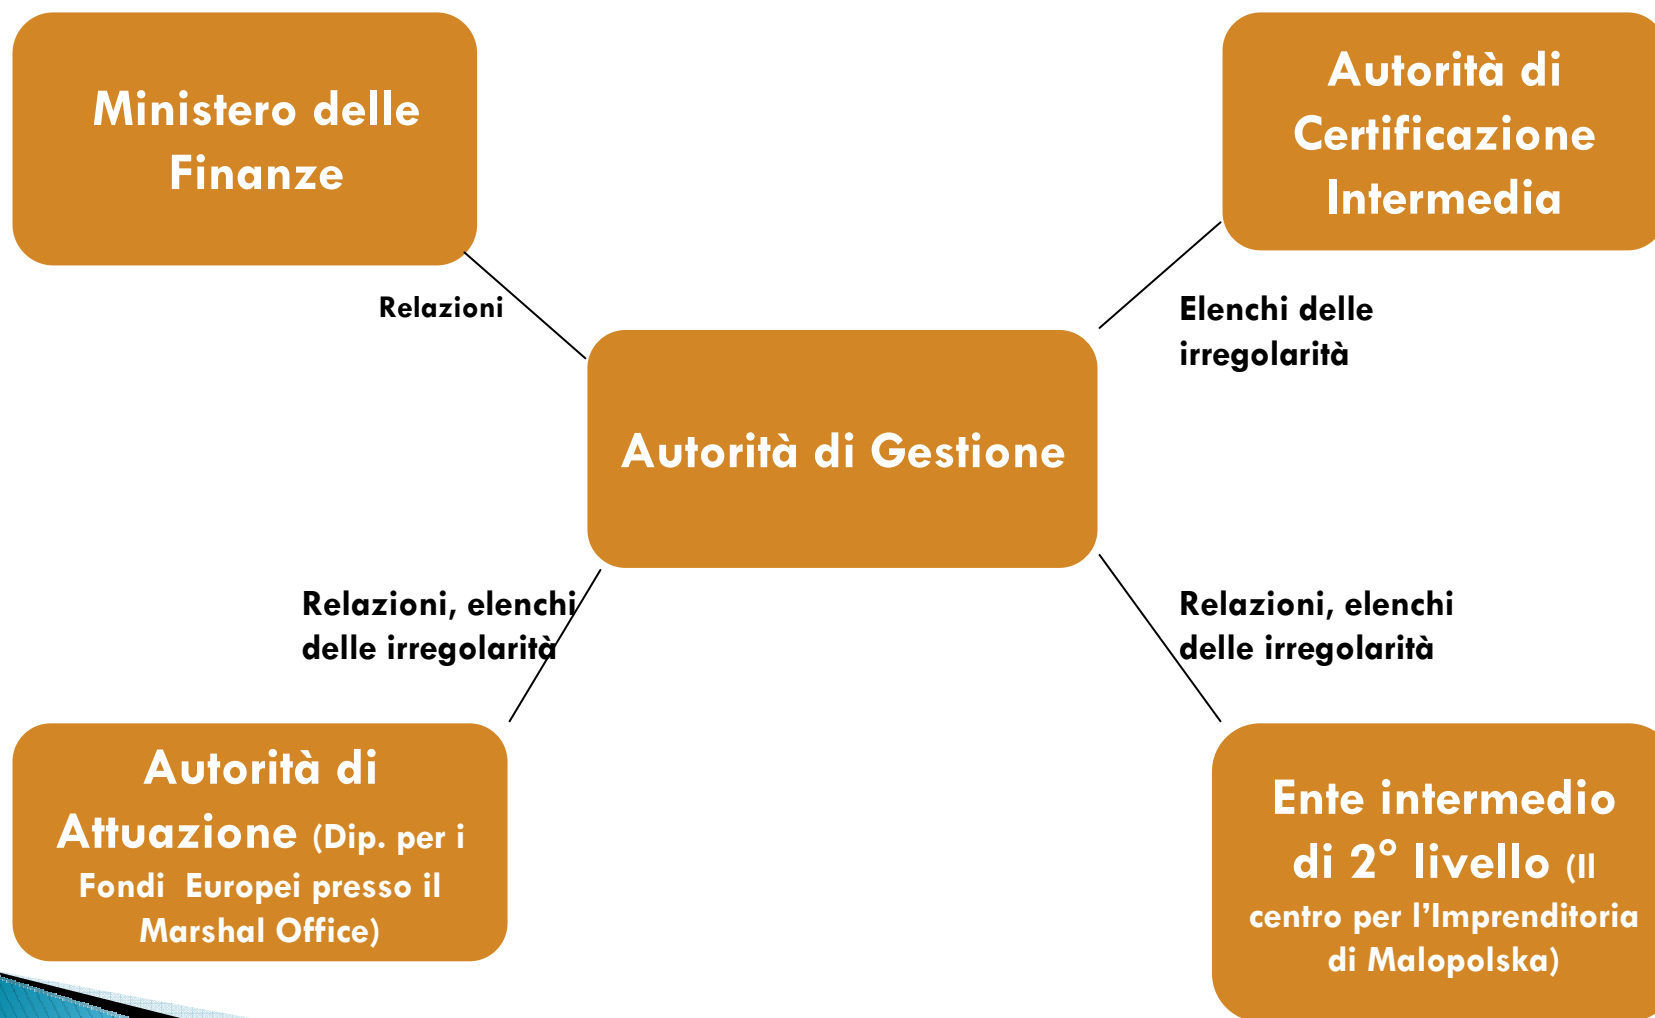 Ministero delle
Finanze
Autorità di
Certificazione
Intermedia
Relazioni
Elenchi delle
irregolarità
Autorità di Gestione
Relazioni, elenchi
delle irregolarità
Relazioni, elenchi
delle irregolarità
Autorità di
Attuazione (Dip. per i
Fondi Europei presso il
Marshal Office)
Ente intermedio
di 2° livello (Il
centro per l’Imprenditoria
di Malopolska)